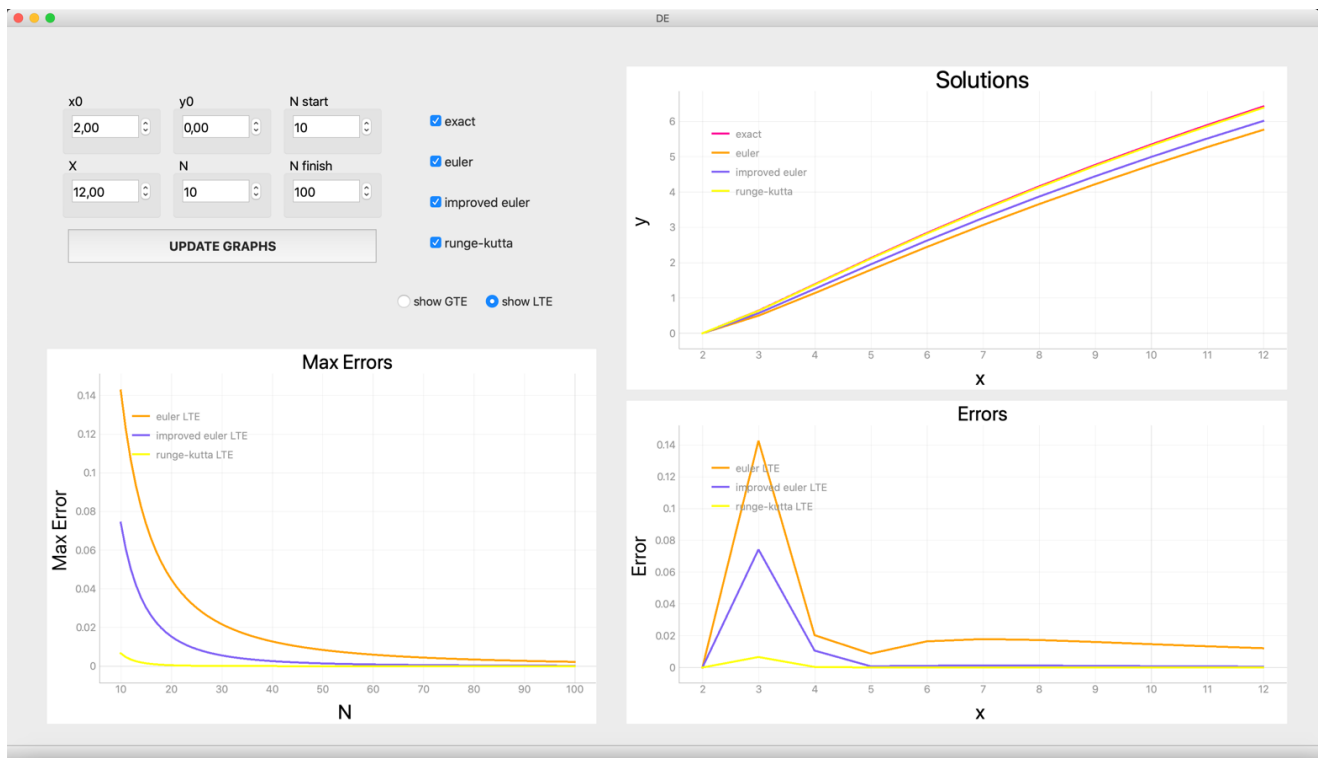 DE
x0 y0 N start
2,00 0,00 10
X N N finish
12,00 10 100
UPDATE GRAPHS
exact
euler
improved euler
runge-kutta
show GTE show LTE
Solutions
y
6
5
4
3
2
1
0
exact
euler
improved euler
runge-kutta
2 3 4 5 6 7 8 9 10 11 12
x
Max Errors
Max Error
0.14
0.12
0.1
0.08
0.06
0.04
0.02
0
euler LTE
improved euler LTE
runge-kutta LTE
10 20 30 40 50 60 70 80 90 100
N
Errors
Error
0.14
0.12
0.1
0.08
0.06
0.04
0.02
0
euler LTE
improved euler LTE
runge-kutta LTE
2 3 4 5 6 7 8 9 10 11 12
x